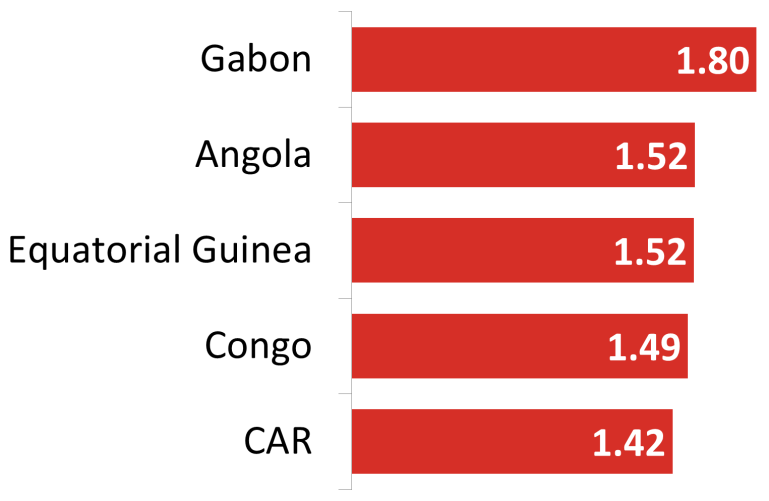 Gabon 1.80
Angola 1.52
Equatorial Guinea 1.52
Congo 1.49
CAR 1.42